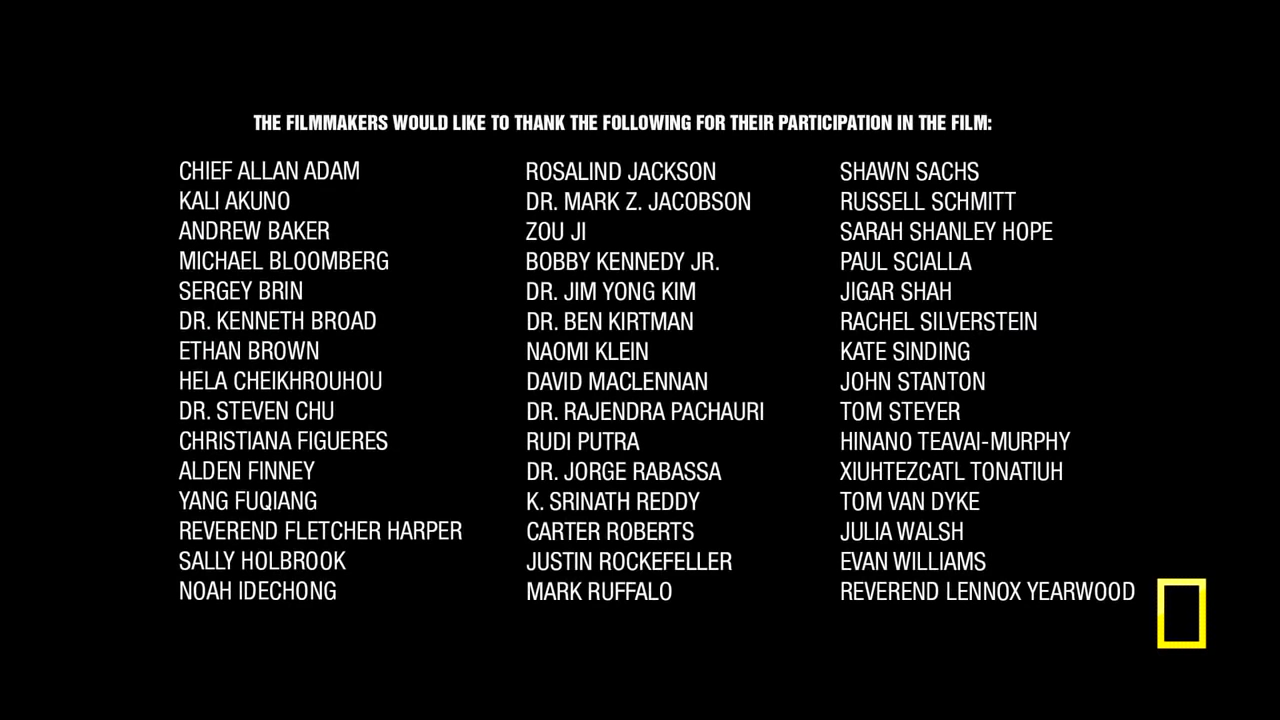 THE FILMMAKERS WOULD LIKE TO THANK THE FOLLOWING FOR THEIR PARTICIPATION IN THE FILM:
CHIEF ALLAN ADAM
KALI AKUNO
ANDREW BAKER
MICHAEL BLOOMBERG
SERGEY BRIN
DR. KENNETH BROAD
ETHAN BROWN
HELA CHEIKHROUHOU
DR. STEVEN CHU
CHRISTIANA FIGUERES
ALDEN FINNEY
YANG FUQIANG
REVEREND FLETCHER HARPER
SALLY HOLBROOK
NOAH IDECHONG
ROSALIND JACKSON
DR. MARK Z. JACOBSON
ZOU JI
BOBBY KENNEDY JR.
DR. JIM YONG KIM
DR. BEN KIRTMAN
NAOMI KLEIN
DAVID MACLENNAN
DR. RAJENDRA PACHAURI
RUDI PUTRA
DR. JORGE RABASSA
K. SRINATH REDDY
CARTER ROBERTS
JUSTIN ROCKEFELLER
MARK RUFFALO
SHAWN SACHS
RUSSELL SCHMITT
SARAH SHANLEY HOPE
PAUL SCIALLA
JIGAR SHAH
RACHEL SILVERSTEIN
KATE SINDING
JOHN STANTON
TOM STEYER
HINANO TEAVAI-MURPHY
XIUHTEZCATL TONATIUH
TOM VAN DYKE
JULIA WALSH
EVAN WILLIAMS
REVEREND LENNOX YEARWOOD